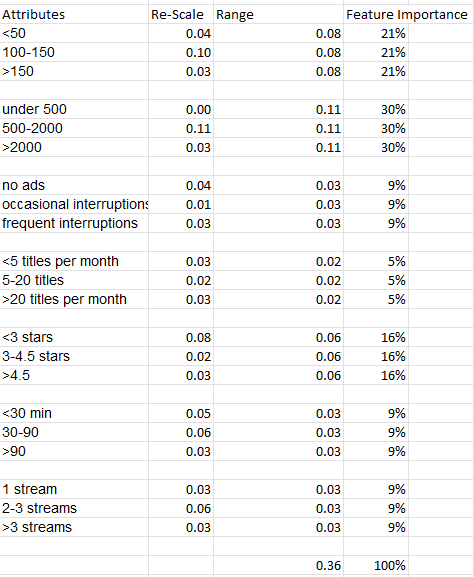 Attributes Re-Scale Range Feature Importance
<50 0.04 0.08 21%
100-150 0.10 0.08 21%
>150 0.03 0.08 21%
under 500 0.00 0.11 30%
500-2000 0.11 0.11 30%
>2000 0.03 0.11 30%
no ads 0.04 0.03 9%
occasional interruptions 0.01 0.03 9%
frequent interruptions 0.03 0.03 9%
<5 titles per month 0.03 0.02 5%
5-20 titles 0.02 0.02 5%
>20 titles per month 0.03 0.02 5%
<3 stars 0.08 0.06 16%
3-4.5 stars 0.02 0.06 16%
>4.5 0.03 0.06 16%
<30 min 0.05 0.03 9%
30-90 0.06 0.03 9%
>90 0.03 0.03 9%
1 stream 0.03 0.03 9%
2-3 streams 0.06 0.03 9%
>3 streams 0.03 0.03 9%
0.36 100%